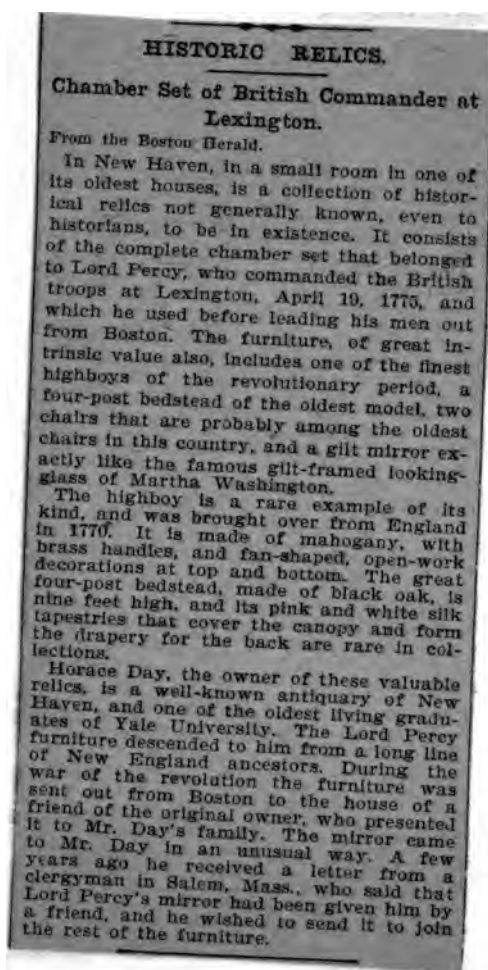 HISTORIC RELICS.
Chamber Set of British Commander at
Lexington.
From the Boston Herald.
In New Haven, in a small room in one of
its oldest houses, is a collection of histor-
ical relics not generally known, even to
historians, to be in existence. It consists
of the complete chamber set that belonged
to Lord Percy, who commanded the British
troops at Lexington, April 19, 1775, and
which he used before leading his men out
from Boston. The furniture, of great in-
trinsic value also, includes one of the finest
highboys of the revolutionary period, a
four-post bedstead of the oldest model, two
chairs that are probably among the oldest
chairs in this country, and a gilt mirror ex-
actly like the famous gilt-framed looking-
glass of Martha Washington.
The highboy is a rare example of its
kind, and was brought over from England
in 1770. It is made of mahogany, with
brass handles, and fan-shaped, open-work
decorations at top and bottom. The great
four-post bedstead, made of black oak, is
nine feet high, and its pink and white silk
tapestries that cover the canopy and form
the drapery for the back are rare in col-
lections.
Horace Day, the owner of these valuable
relics, is a well-known antiquary of New
Haven, and one of the oldest living gradu-
ates of Yale University. The Lord Percy
furniture descended to him from a long line
of New England ancestors. During the
war of the revolution the furniture was
sent out from Boston to the house of a
friend of the original owner, who presented
it to Mr. Day's family. The mirror came
to Mr. Day in an unusual way. A few
years ago he received a letter from a
clergyman in Salem, Mass., who said that
Lord Percy's mirror had been given him by
a friend, and he wished to send it to join
the rest of the furniture.